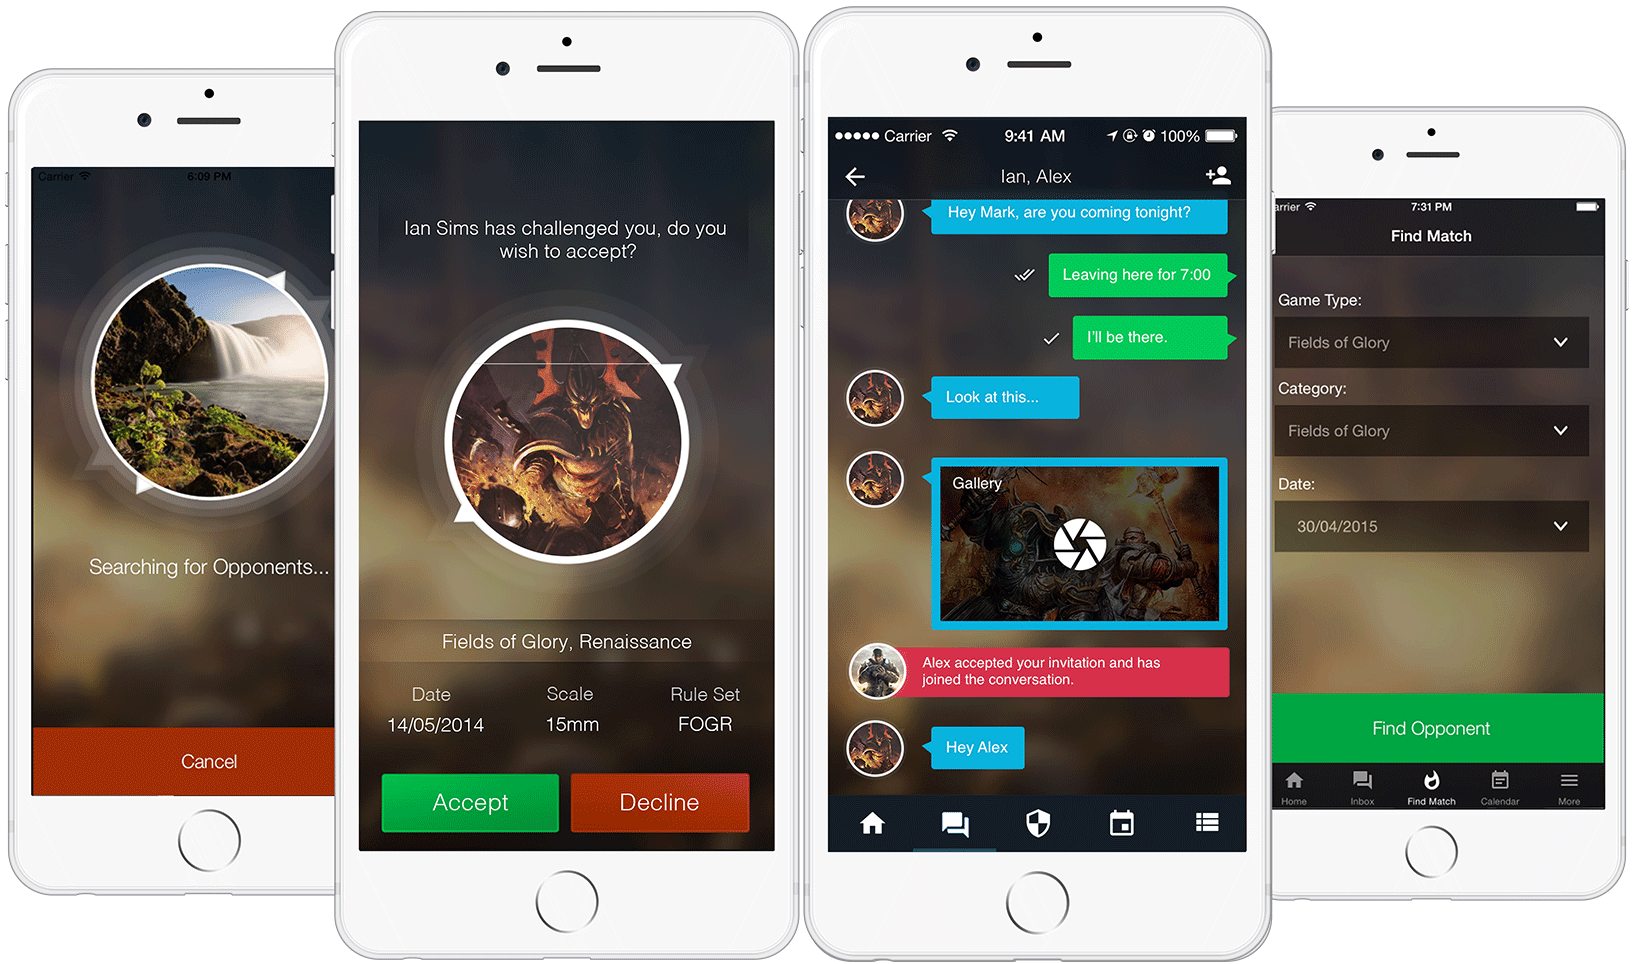 Carrier
6:09 PM
Searching for Opponents...
Cancel
Ian Sims has challenged you, do you
wish to accept?
Fields of Glory, Renaissance
Date
Scale
Rule Set
14/05/2014
15mm
FOGR
Accept
Decline
Carrier
9:41 AM
100%
Ian, Alex
Hey Mark, are you coming tonight?
Leaving here for 7:00
I'll be there.
Look at this...
Gallery
Alex accepted your invitation and has
joined the conversation.
Hey Alex
arrier
7:31 PM
Find Match
Game Type:
Fields of Glory
Category:
Fields of Glory
Date:
30/04/2015
Find Opponent
Home
Inbox
Find Match
Calendar
More